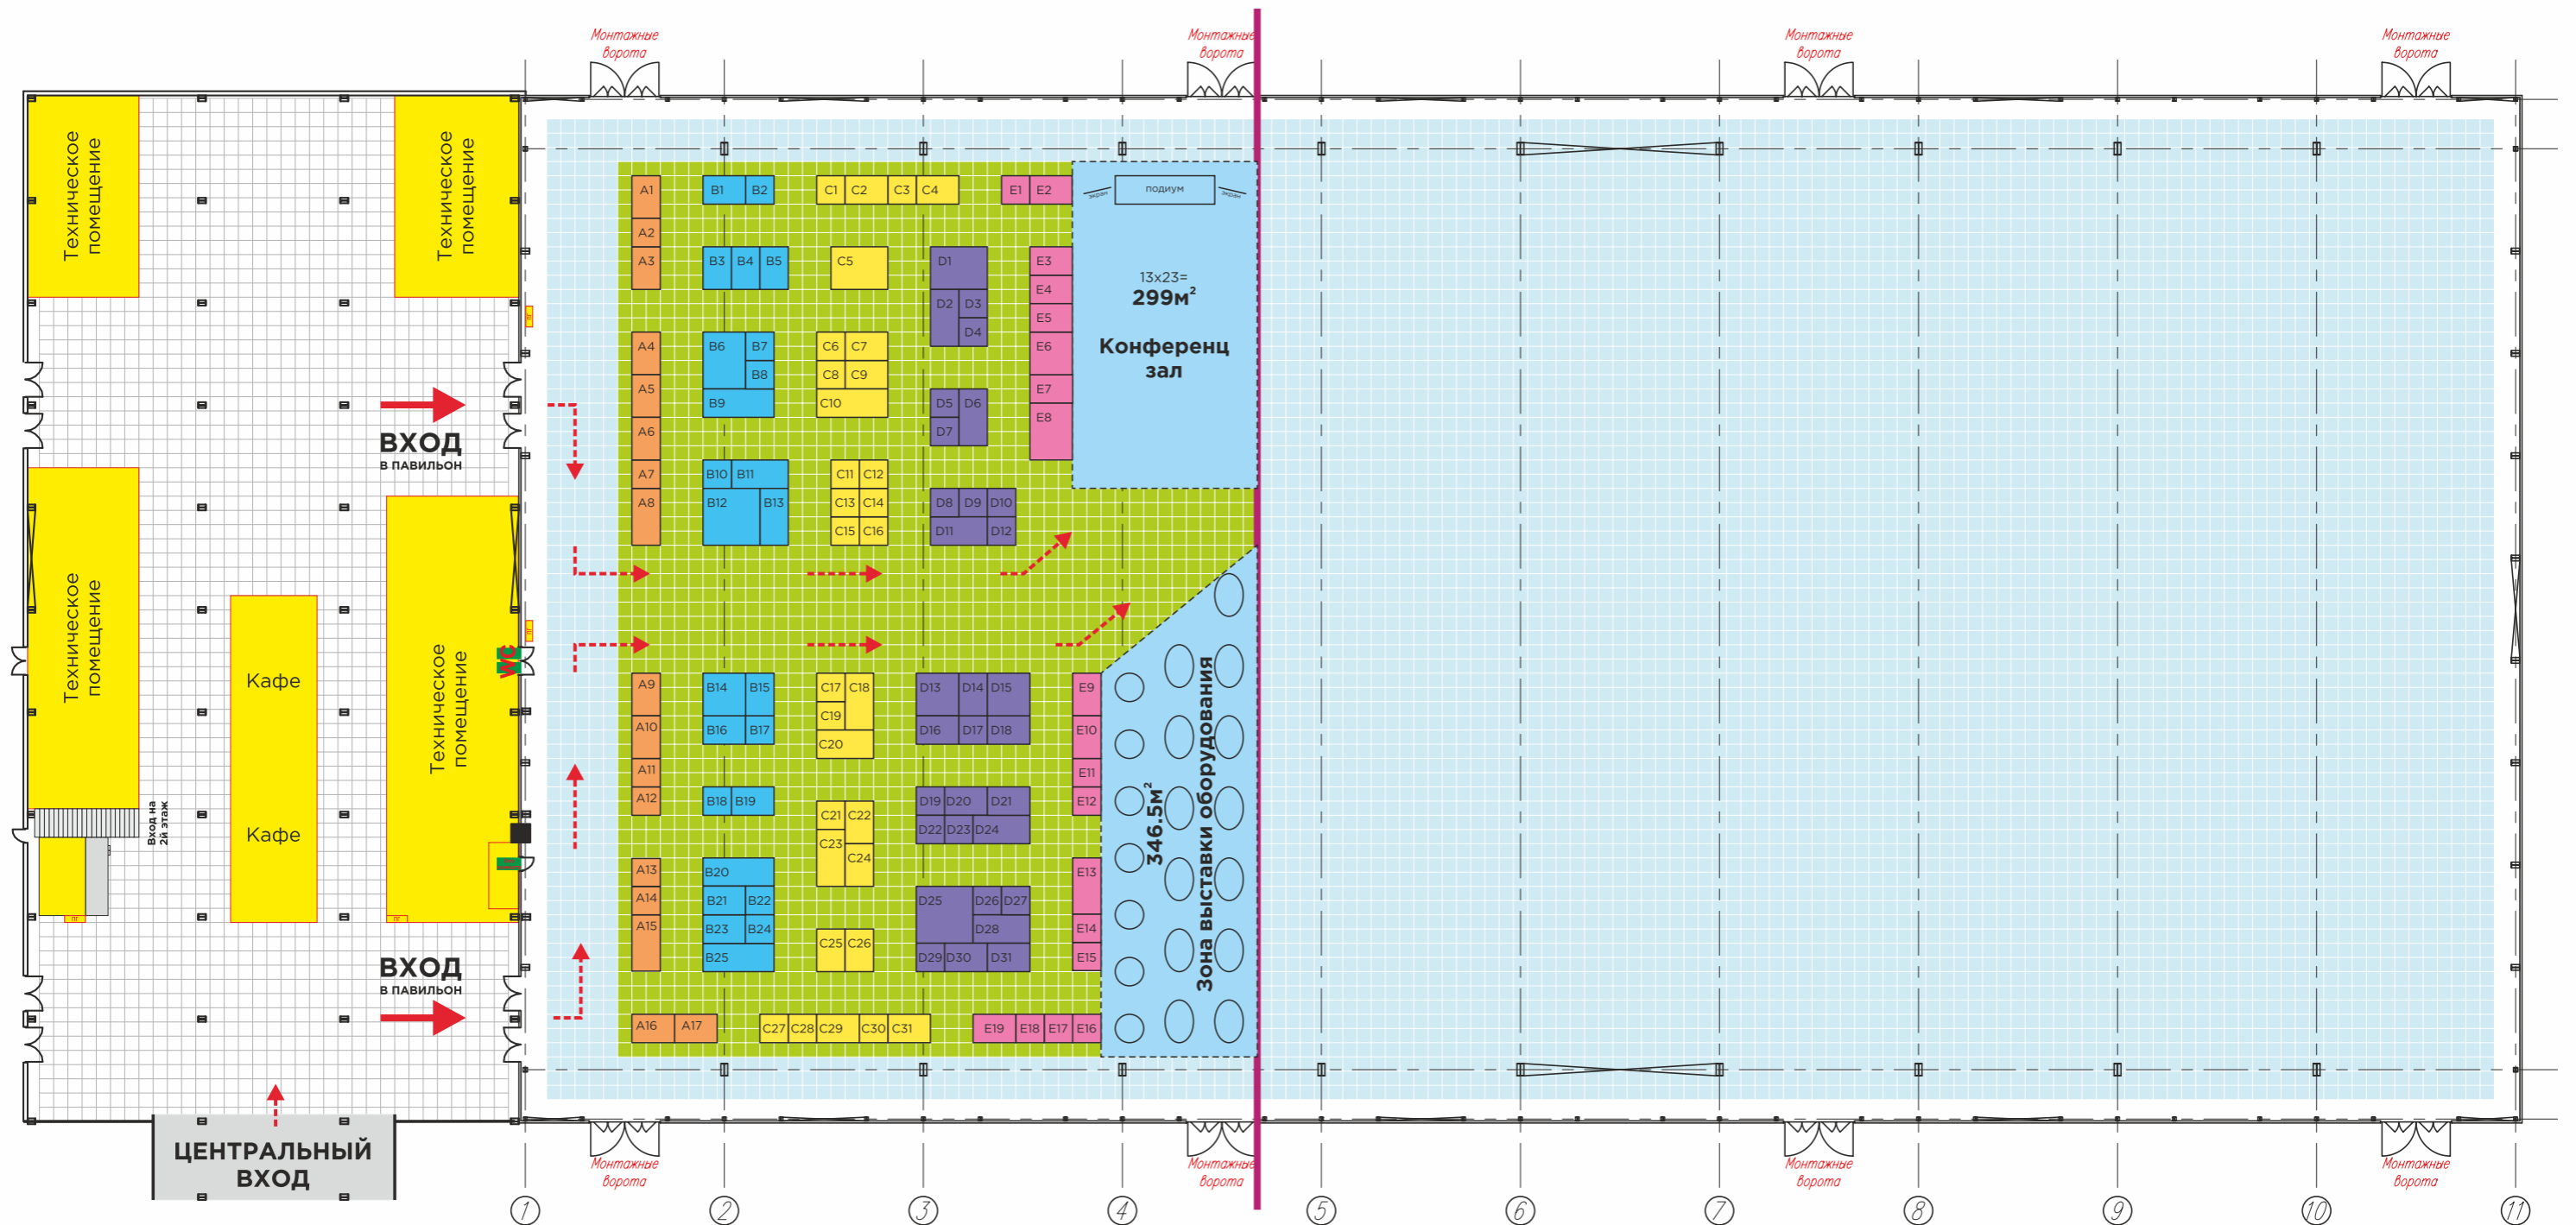 Монтажные
ворота
Монтажные
ворота
Монтажные
ворота
Монтажные
ворота
Техническое
помещение
Техническое
помещение
A1
B1
B2
C1
C2
C3
C4
E1
E2
экран
подиум
экран
A2
A3
B3
B4
B5
C5
D1
E3
13x23=
299м²
E4
D2
D3
E5
D4
Конференц
зал
A4
B6
B7
C6
C7
E6
B8
C8
C9
A5
E7
B9
C10
D5
D6
E8
A6
D7
ВХОД
В ПАВИЛЬОН
A7
B10
B11
C11
C12
A8
B12
B13
C13
C14
D8
D9
D10
C15
C16
D11
D12
Техническое
помещение
Кафе
Техническое
помещение
WC
A9
B14
B15
C17
C18
D13
D14
D15
E9
C19
A10
B16
B17
D16
D17
D18
E10
C20
A11
E11
A12
B18
B19
D19
D20
D21
E12
C21
C22
D22
D23
D24
C23
C24
346.5м²
Зона выставки оборудования
Вход на
2й этаж
Кафе
A13
B20
E13
A14
B21
B22
D25
D26
D27
A15
B23
B24
D28
E14
C25
C26
B25
D29
D30
D31
E15
ВХОД
В ПАВИЛЬОН
A16
A17
C27
C28
C29
C30
C31
E19
E18
E17
E16
ЦЕНТРАЛЬНЫЙ
ВХОД
Монтажные
ворота
Монтажные
ворота
Монтажные
ворота
Монтажные
ворота
1
2
3
4
5
6
7
8
9
10
11